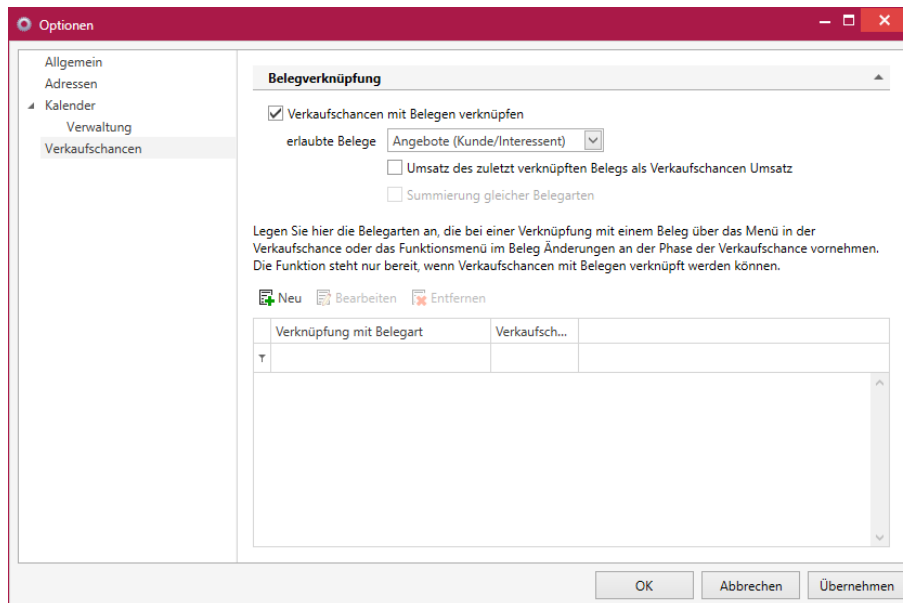 Optionen
Allgemein
Adressen
Kalender
Verwaltung
Verkaufschancen
Belegverknüpfung
Verkaufschancen mit Belegen verknüpfen
erlaubte Belege Angebote (Kunde/Interessent)
Umsatz des zuletzt verknüpften Belegs als Verkaufschancen Umsatz
Summierung gleicher Belegarten
Legen Sie hier die Belegarten an, die bei einer Verknüpfung mit einem Beleg über das Menü in der
Verkaufschance oder das Funktionsmenü im Beleg Änderungen an der Phase der Verkaufschance vornehmen.
Die Funktion steht nur bereit, wenn Verkaufschancen mit Belegen verknüpft werden können.
Neu Bearbeiten Entfernen
Verknüpfung mit Belegart Verkaufsch...
OK Abbrechen Übernehmen